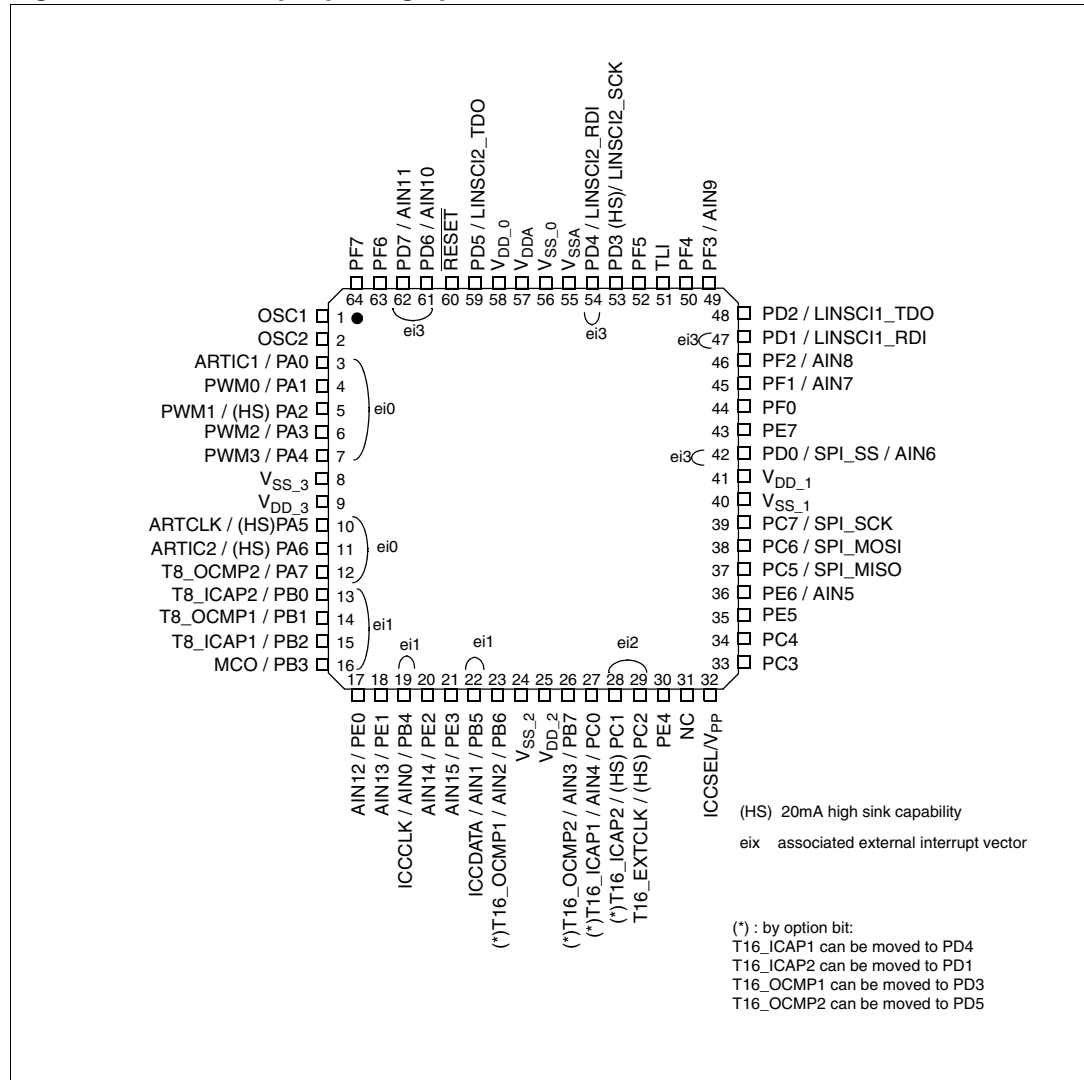 PF7
PF6
PD7 / AIN11
PD6 / AIN10
RESET
PD5 / LINSCI2_TDO
VDD_0
VDDA
VSS_0
VSSA
PD4 / LINSCI2_RDI
PD3 (HS)/ LINSCI2_SCK
PF5
TLI
PF4
PF3 / AIN9
64 63 62 61 60 59 58 57 56 55 54 53 52 51 50 49
ei3
ei3
OSC1 1
OSC2 2
ARTIC1 / PA0 3
PWM0 / PA1 4
PWM1 / (HS) PA2 5
ei0
PWM2 / PA3 6
PWM3 / PA4 7
VSS_3 8
VDD_3 9
ARTCLK / (HS)PA5 10
ARTIC2 / (HS) PA6 11
ei0
T8_OCMP2 / PA7 12
T8_ICAP2 / PB0 13
T8_OCMP1 / PB1 14
ei1
T8_ICAP1 / PB2 15
MCO / PB3 16
48 PD2 / LINSCI1_TDO
ei3 47 PD1 / LINSCI1_RDI
46 PF2 / AIN8
45 PF1 / AIN7
44 PF0
43 PE7
ei3 42 PD0 / SPI_SS / AIN6
41 VDD_1
40 VSS_1
39 PC7 / SPI_SCK
38 PC6 / SPI_MOSI
37 PC5 / SPI_MISO
36 PE6 / AIN5
35 PE5
34 PC4
33 PC3
ei1
ei1
ei2
17 18 19 20 21 22 23 24 25 26 27 28 29 30 31 32
AIN12 / PE0
AIN13 / PE1
ICCCLK / AIN0 / PB4
AIN14 / PE2
AIN15 / PE3
ICCDATA / AIN1 / PB5
(*)T16_OCMP1 / AIN2 / PB6
VSS_2
VDD_2
(*)T16_OCMP2 / AIN3 / PB7
(*)T16_ICAP1 / AIN4 / PC0
(*)T16_ICAP2 / (HS) PC1
T16_EXTCLK / (HS) PC2
PE4
NC
ICCSEL/VPP
(HS) 20mA high sink capability
eix associated external interrupt vector
(*) : by option bit:
T16_ICAP1 can be moved to PD4
T16_ICAP2 can be moved to PD1
T16_OCMP1 can be moved to PD3
T16_OCMP2 can be moved to PD5